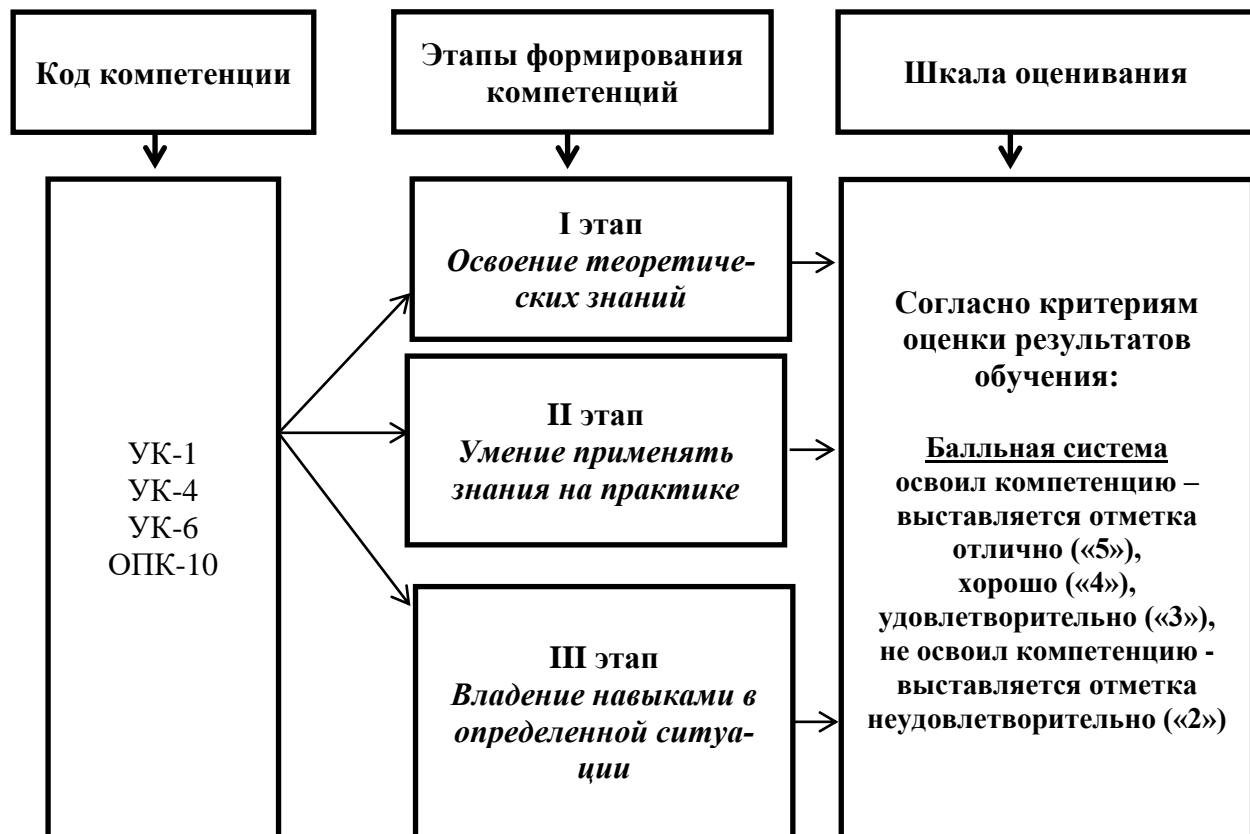 Код компетенции
Этапы формирования
компетенций
Шкала оценивания
УК-1
УК-4
УК-6
ОПК-10
I этап
Освоение теоретиче-
ских знаний
II этап
Умение применять
знания на практике
III этап
Владение навыками в
определенной ситуа-
ции
Согласно критериям
оценки результатов
обучения:
Балльная система
освоил компетенцию –
выставляется отметка
отлично («5»),
хорошо («4»),
удовлетворительно («3»),
не освоил компетенцию -
выставляется отметка
неудовлетворительно («2»)